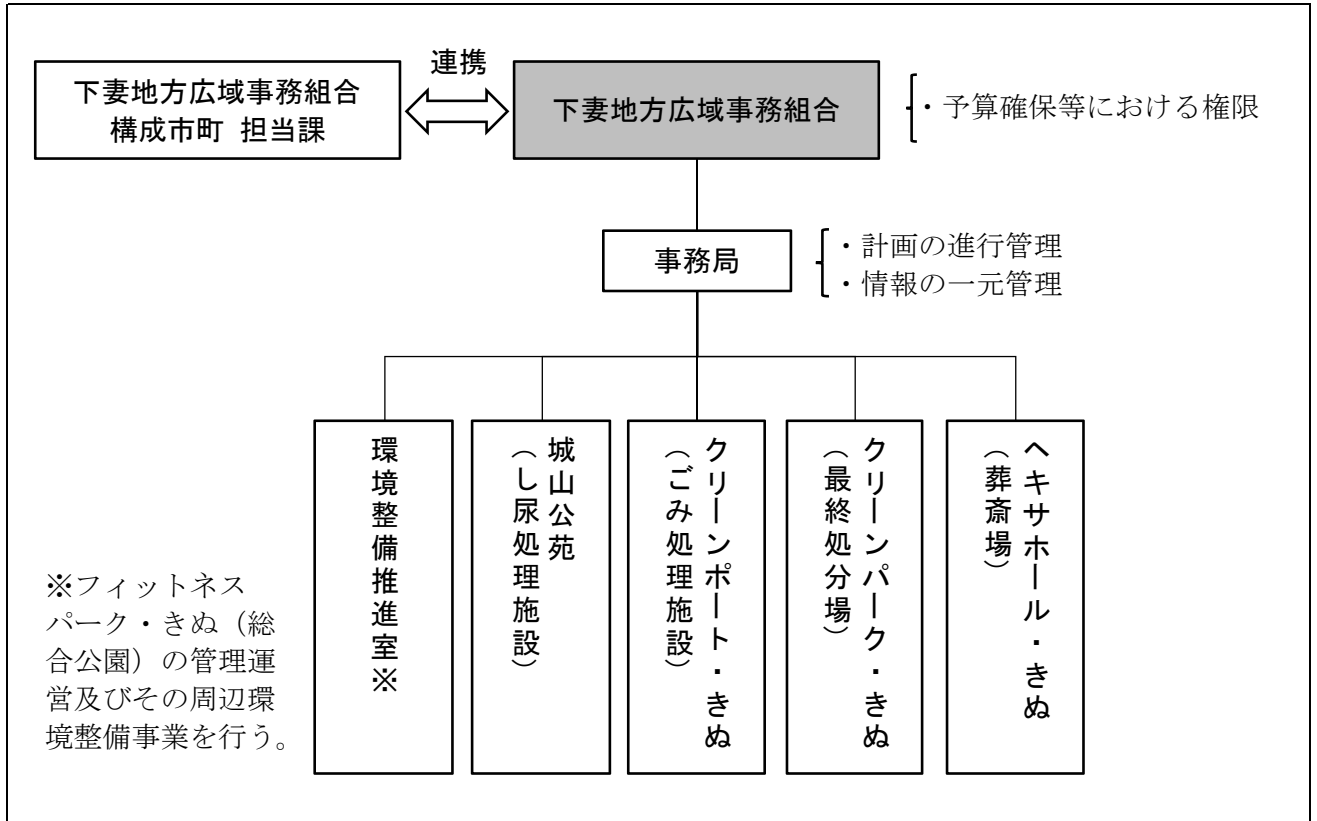 連携
下妻地方広域事務組合
構成市町 担当課
下妻地方広域事務組合
・予算確保等における権限
事務局
・計画の進行管理
・情報の一元管理
環境整備推進室※
城山公苑
（し尿処理施設）
クリーンポート・きぬ
（ごみ処理施設）
クリーンパーク・きぬ
（最終処分場）
ヘキサホール・きぬ
（葬斎場）
※フィットネス
パーク・きぬ（総
合公園）の管理運
営及びその周辺環
境整備事業を行う。